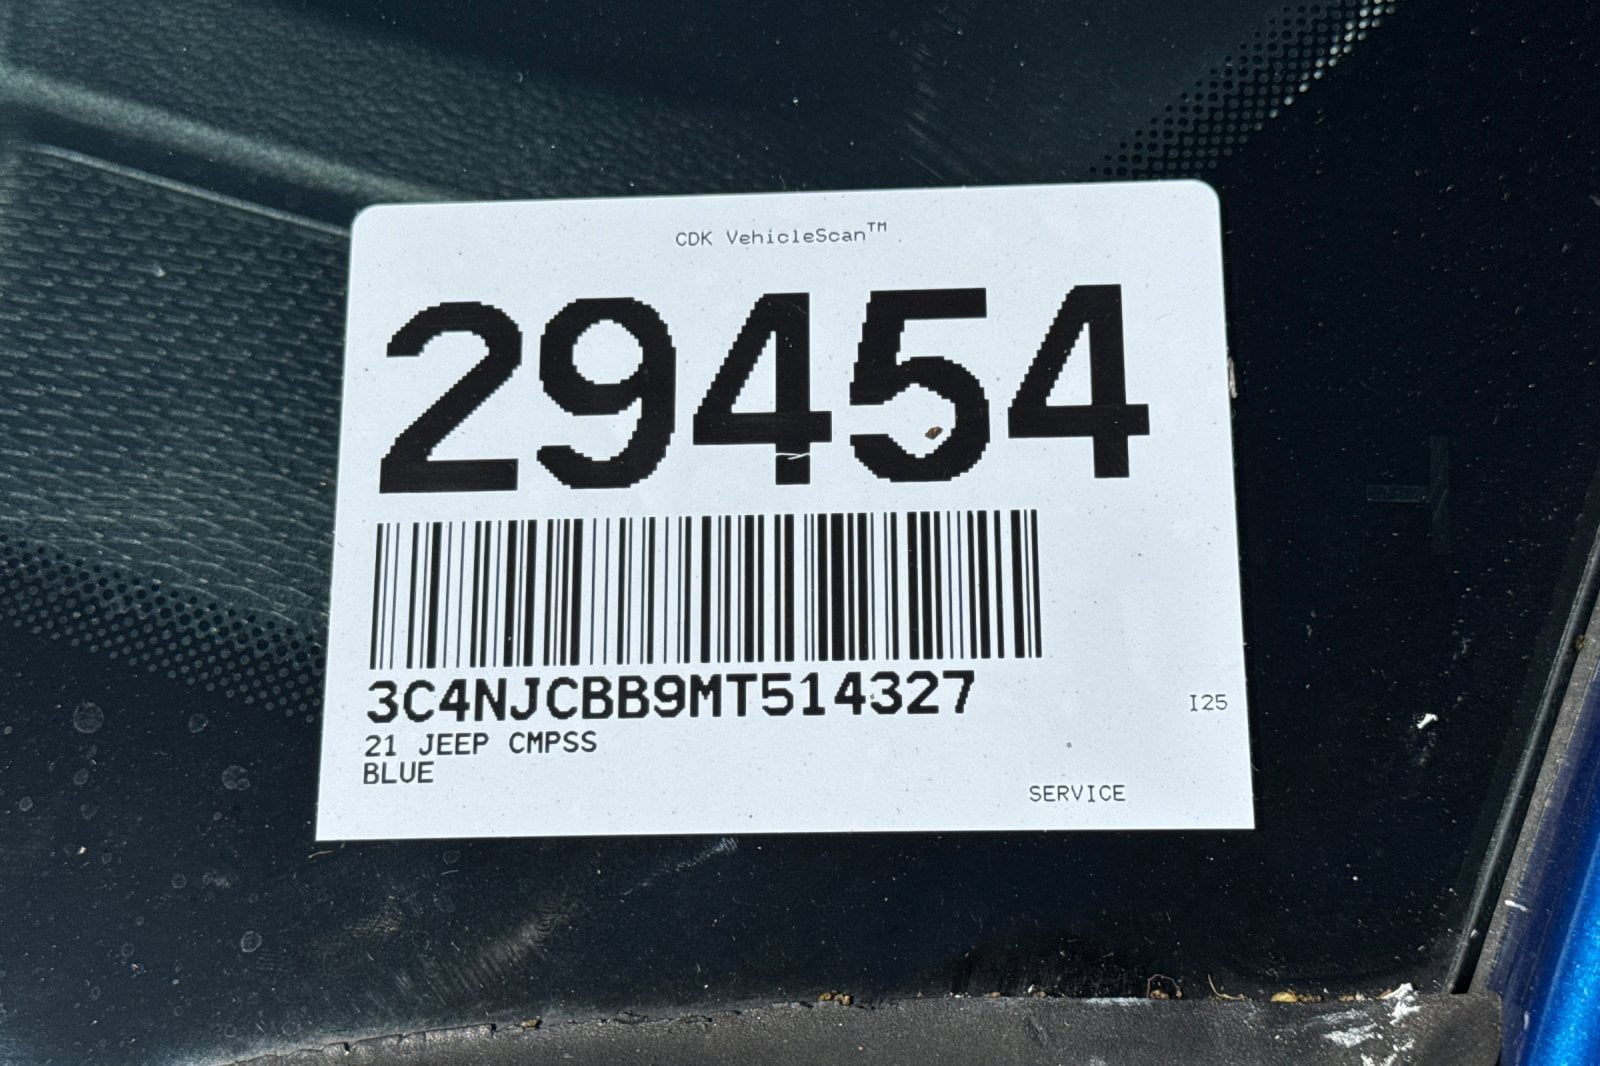 CDK VehicleScan™
29454
3C4NJCBB9MT514327
I25
21 JEEP CMPSS
BLUE
SERVICE